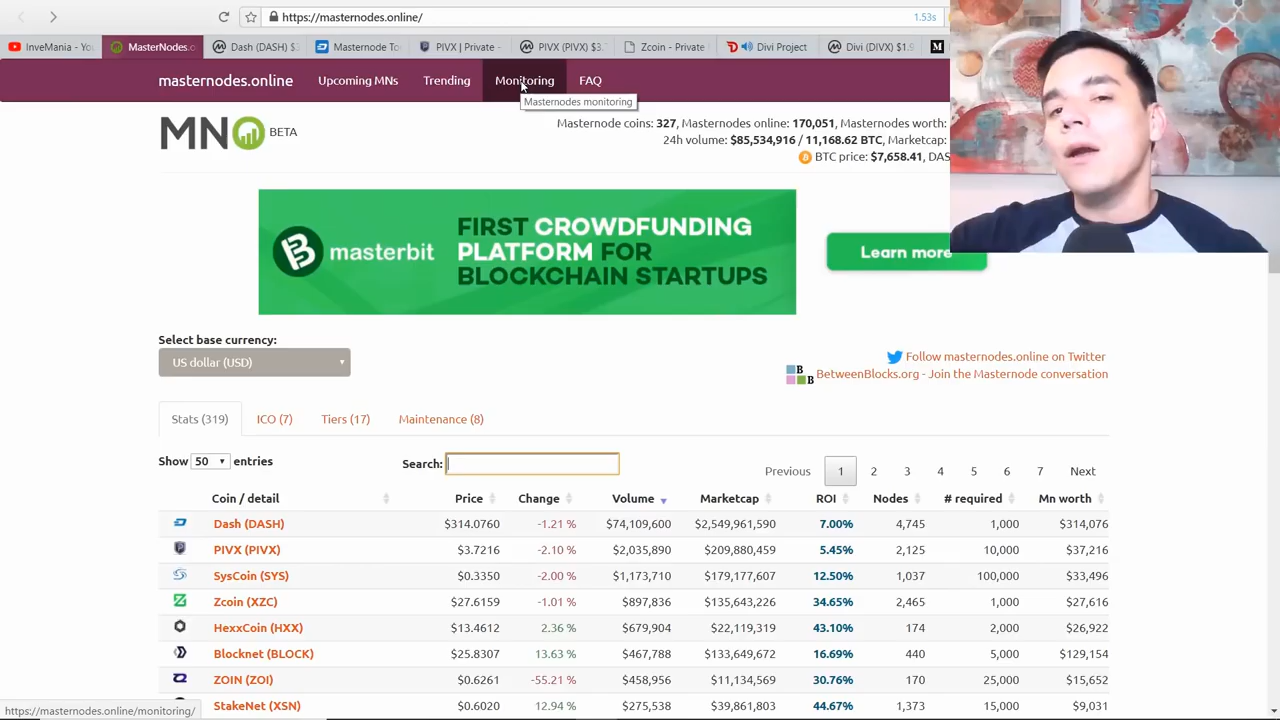 https://masternodes.online/
1.53s
InveMania - Yo
MasterNodes.o
Dash (DASH) $3
Masternode To
PIVX | Private -
PIVX (PIVX) $3.
Zcoin - Private
Divi Project
Divi (DIVX) $1.9
masternodes.online
Upcoming MNs
Trending
Monitoring
FAQ
Masternodes monitoring
MNO BETA
Masternode coins: 327, Masternodes online: 170,051, Masternodes worth:
24h volume: $85,534,916 / 11,168.62 BTC, Marketcap:
BTC price: $7,658.41, DAS
masterbit
FIRST CROWDFUNDING
PLATFORM FOR
BLOCKCHAIN STARTUPS
Learn more
Select base currency:
US dollar (USD)
Follow masternodes.online on Twitter
BetweenBlocks.org - Join the Masternode conversation
Stats (319)
ICO (7)
Tiers (17)
Maintenance (8)
Show 50 entries
Search:
Previous 1 2 3 4 5 6 7 Next
Coin / detail Price Change Volume Marketcap ROI Nodes # required Mn worth
Dash (DASH) $314.0760 -1.21 % $74,109,600 $2,549,961,590 7.00% 4,745 1,000 $314,076
PIVX (PIVX) $3.7216 -2.10 % $2,035,890 $209,880,459 5.45% 2,125 10,000 $37,216
SysCoin (SYS) $0.3350 -2.00 % $1,173,710 $179,177,607 12.50% 1,037 100,000 $33,496
Zcoin (XZC) $27.6159 -1.01 % $897,836 $135,643,226 34.65% 2,465 1,000 $27,616
HexxCoin (HXX) $13.4612 2.36 % $679,904 $22,119,319 43.10% 174 2,000 $26,922
Blocknet (BLOCK) $25.8307 13.63 % $467,788 $133,649,672 16.69% 440 5,000 $129,154
ZOIN (ZOI) $0.6261 -55.21 % $458,956 $11,134,569 30.76% 170 25,000 $15,652
StakeNet (XSN) $0.6020 12.94 % $275,538 $39,861,803 44.67% 1,373 15,000 $9,031
https://masternodes.online/monitoring/